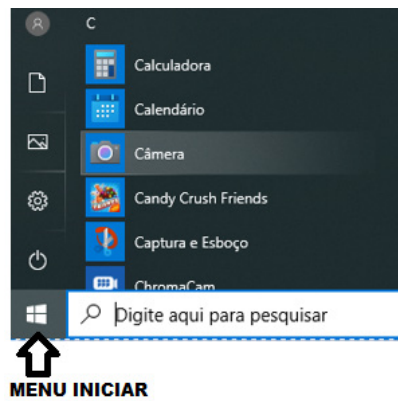 C
Calculadora
Calendário
Câmera
Candy Crush Friends
Captura e Esboço
ChromaCam
Digite aqui para pesquisar
MENU INICIAR